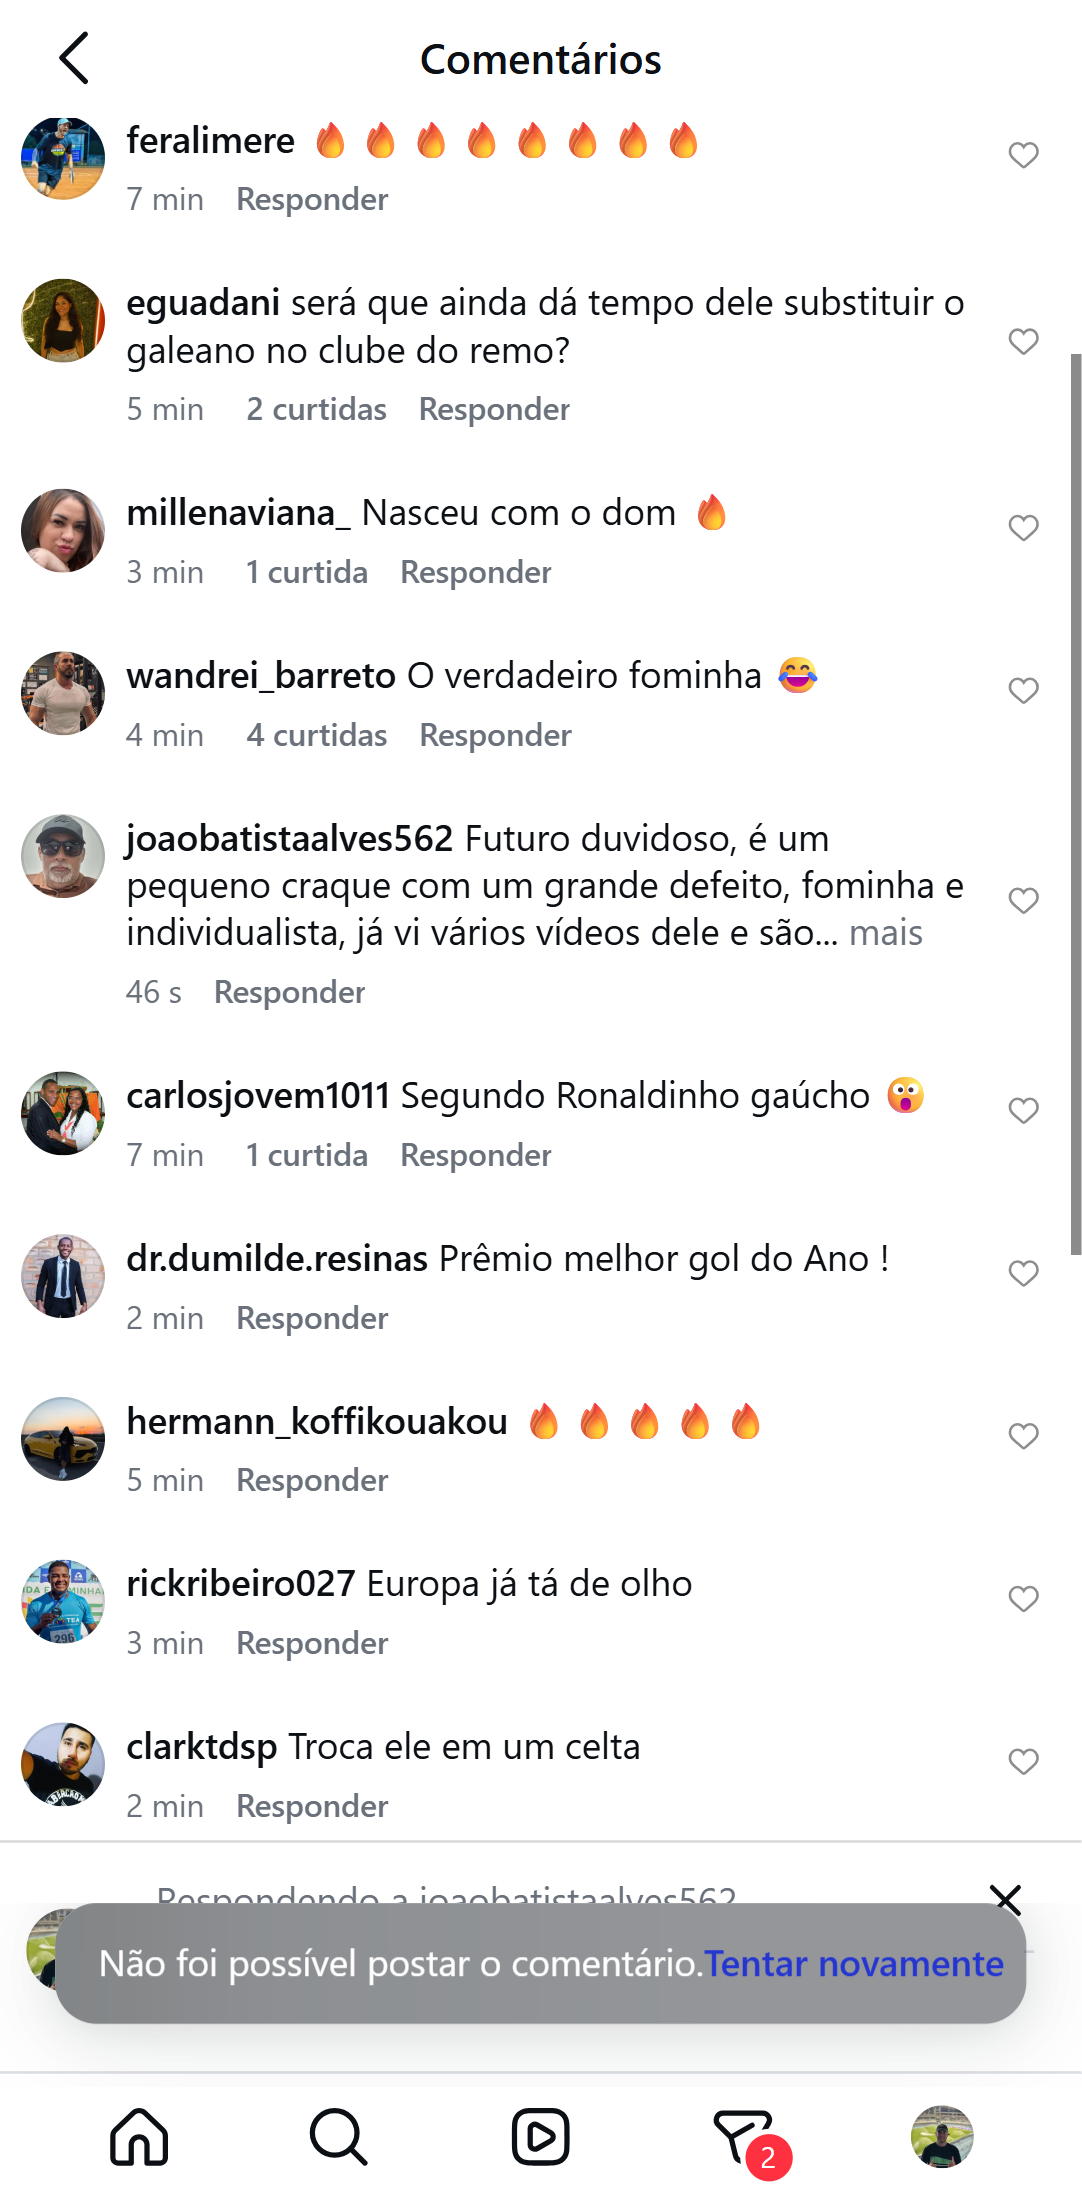 Comentários
feralimere 🔥🔥🔥🔥🔥🔥🔥🔥
7 min Responder
eguadani será que ainda dá tempo dele substituir o
galeano no clube do remo?
5 min 2 curtidas Responder
millenaviana_ Nasceu com o dom 🔥
3 min 1 curtida Responder
wandrei_barreto O verdadeiro fominha 😂
4 min 4 curtidas Responder
joaobatistaalves562 Futuro duvidoso, é um
pequeno craque com um grande defeito, fominha e
individualista, já vi vários vídeos dele e são... mais
46 s Responder
carlosjovem1011 Segundo Ronaldinho gaúcho 😲
7 min 1 curtida Responder
dr.dumilde.resinas Prêmio melhor gol do Ano !
2 min Responder
hermann_koffikouakou 🔥🔥🔥🔥🔥
5 min Responder
rickribeiro027 Europa já tá de olho
3 min Responder
clarktdsp Troca ele em um celta
2 min Responder
Respondendo a joaobatistaalves562
Não foi possível postar o comentário.Tentar novamente
2